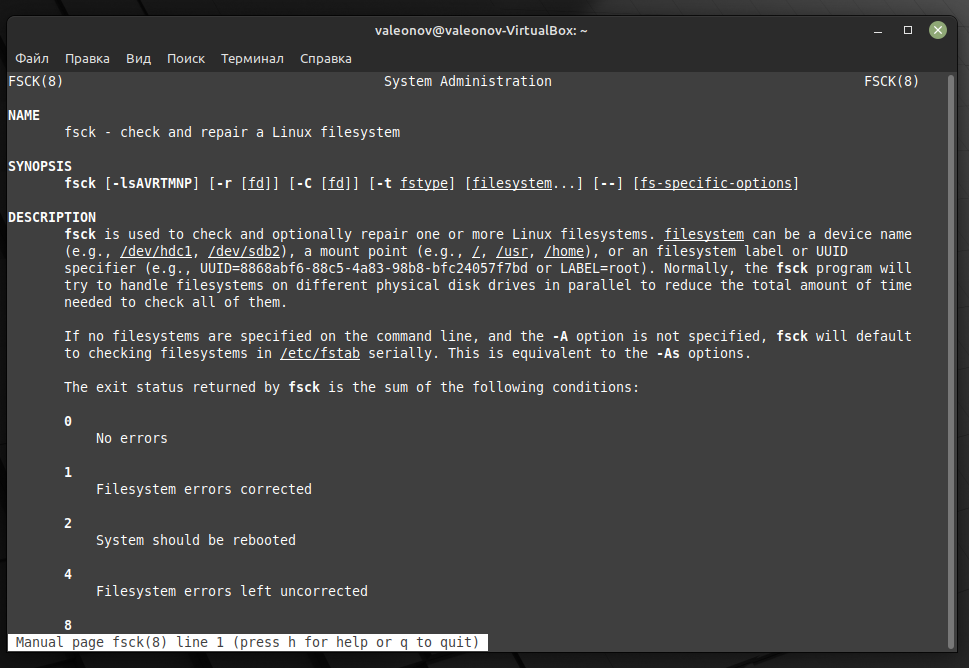 valeonov@valeonov-VirtualBox: ~
Файл Правка Вид Поиск Терминал Справка
FSCK(8) System Administration FSCK(8)
NAME
fsck - check and repair a Linux filesystem
SYNOPSIS
fsck [-lsAVRTMNP] [-r [fd]] [-C [fd]] [-t fstype] [filesystem...] [--] [fs-specific-options]
DESCRIPTION
fsck is used to check and optionally repair one or more Linux filesystems. filesystem can be a device name
(e.g., /dev/hdc1, /dev/sdb2), a mount point (e.g., /, /usr, /home), or an filesystem label or UUID
specifier (e.g., UUID=8868abf6-88c5-4a83-98b8-bfc24057f7bd or LABEL=root). Normally, the fsck program will
try to handle filesystems on different physical disk drives in parallel to reduce the total amount of time
needed to check all of them.
If no filesystems are specified on the command line, and the -A option is not specified, fsck will default
to checking filesystems in /etc/fstab serially. This is equivalent to the -As options.
The exit status returned by fsck is the sum of the following conditions:
0
No errors
1
Filesystem errors corrected
2
System should be rebooted
4
Filesystem errors left uncorrected
8
Manual page fsck(8) line 1 (press h for help or q to quit)